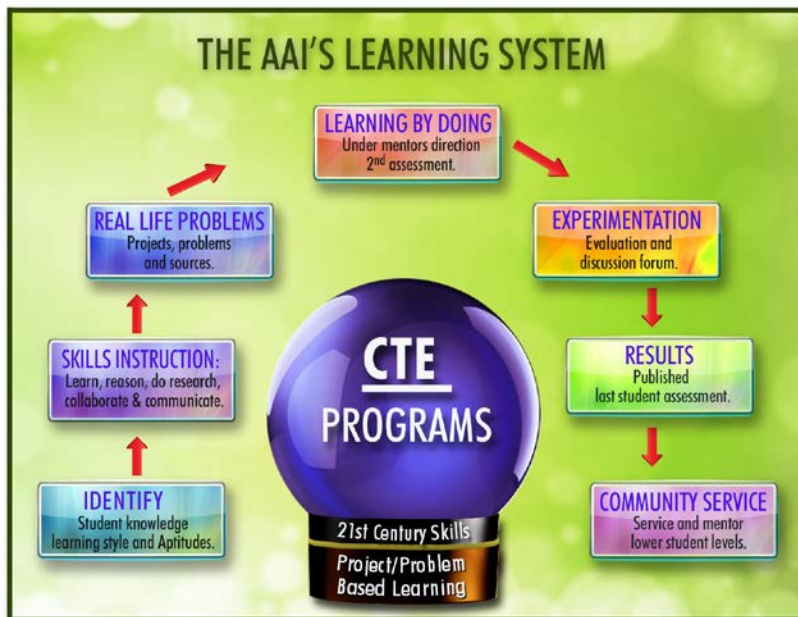 THE AAI'S LEARNING SYSTEM
LEARNING BY DOING
Under mentors direction
2nd assessment.
REAL LIFE PROBLEMS
Projects, problems
and sources.
EXPERIMENTATION
Evaluation and
discussion forum.
SKILLS INSTRUCTION:
Learn, reason, do research,
collaborate & communicate.
RESULTS
Published
last student assessment.
IDENTIFY
Student knowledge
learning style and Aptitudes.
COMMUNITY SERVICE
Service and mentor
lower student levels.
CTE
PROGRAMS
21st Century Skills
Project/Problem
Based Learning